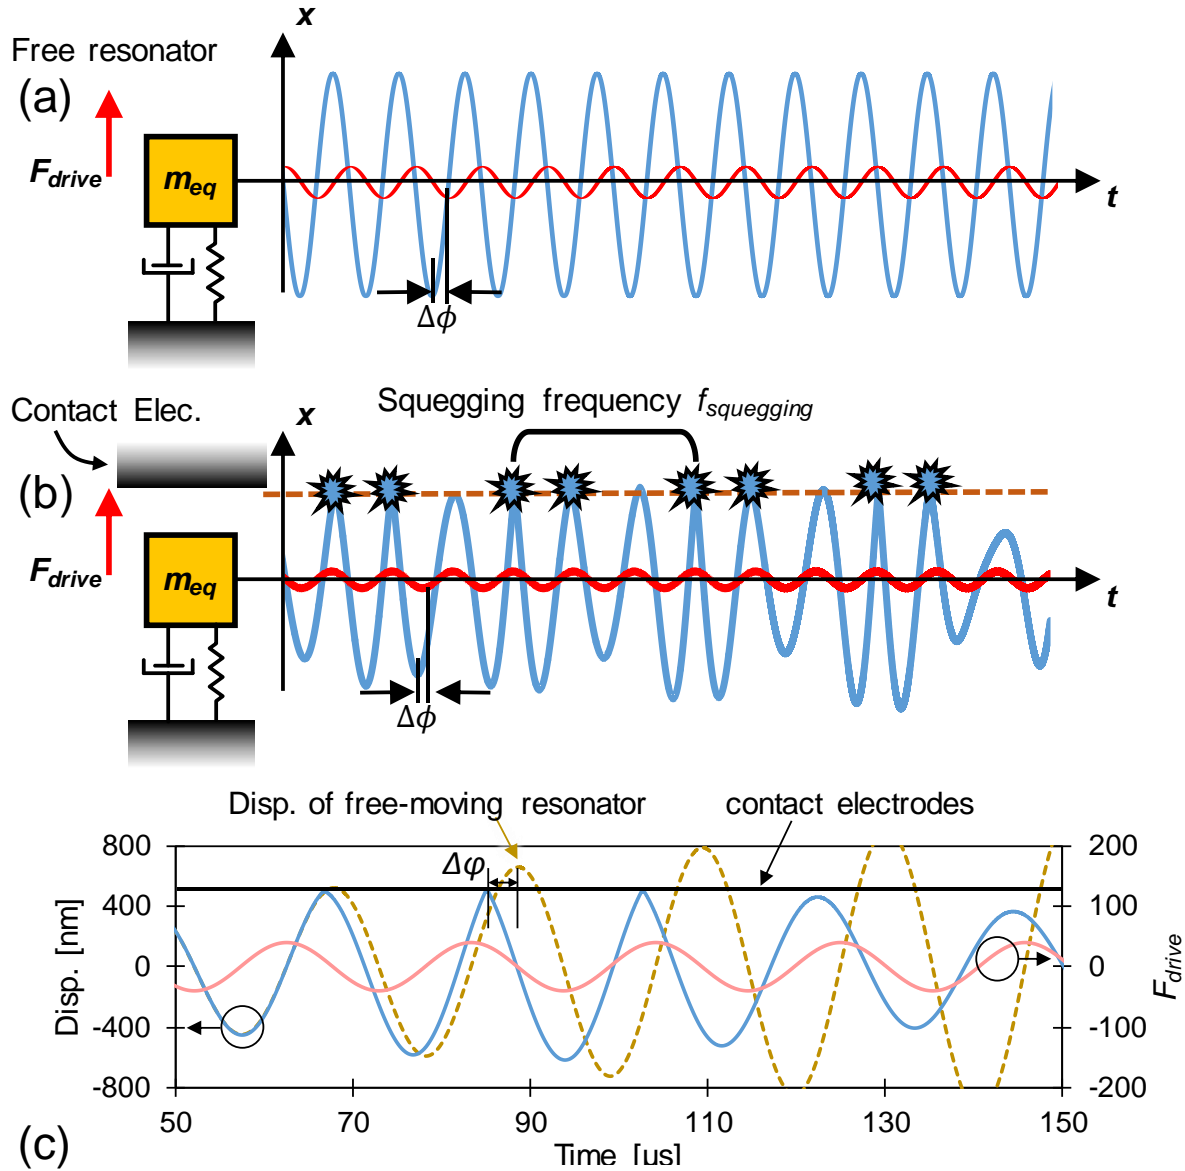 x
Free resonator
(a)
F_drive
m_eq
t
Δϕ
Contact Elec.
Squegging frequency f_squegging
x
(b)
F_drive
m_eq
t
Δϕ
Disp. of free-moving resonator
contact electrodes
800
400
0
-400
-800
Disp. [nm]
Δφ
200
100
0
-100
-200
F_drive
50 70 90 110 130 150
Time [us]
(c)